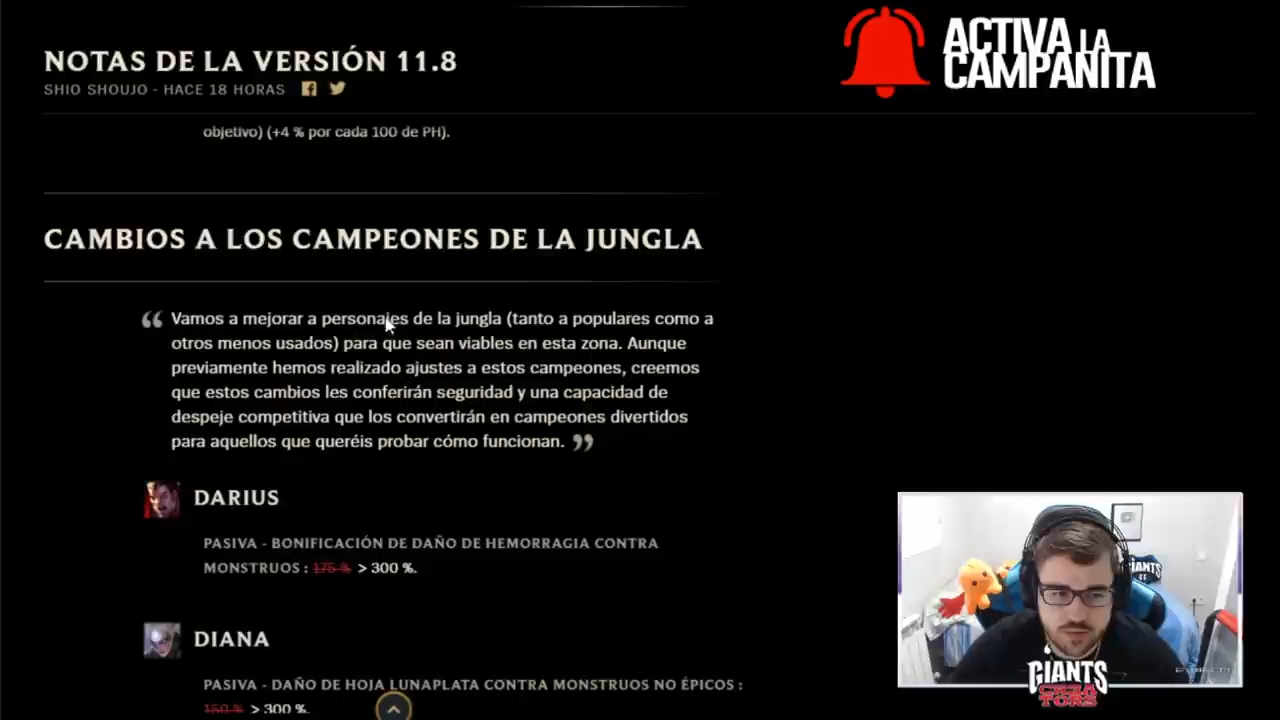 NOTAS DE LA VERSIÓN 11.8
SHIO SHOUJO - HACE 18 HORAS
ACTIVA LA
CAMPANITA
objetivo) (+4 % por cada 100 de PH).
CAMBIOS A LOS CAMPEONES DE LA JUNGLA
Vamos a mejorar a personajes de la jungla (tanto a populares como a
otros menos usados) para que sean viables en esta zona. Aunque
previamente hemos realizado ajustes a estos campeones, creemos
que estos cambios les conferirán seguridad y una capacidad de
despeje competitiva que los convertirán en campeones divertidos
para aquellos que queréis probar cómo funcionan.
DARIUS
PASIVA - BONIFICACIÓN DE DAÑO DE HEMORRAGIA CONTRA
MONSTRUOS : 175 % > 300 %.
DIANA
PASIVA - DAÑO DE HOJA LUNAPLATA CONTRA MONSTRUOS NO ÉPICOS :
150 % > 300 %.
GIANTS
GIANTS
CREA
TORS